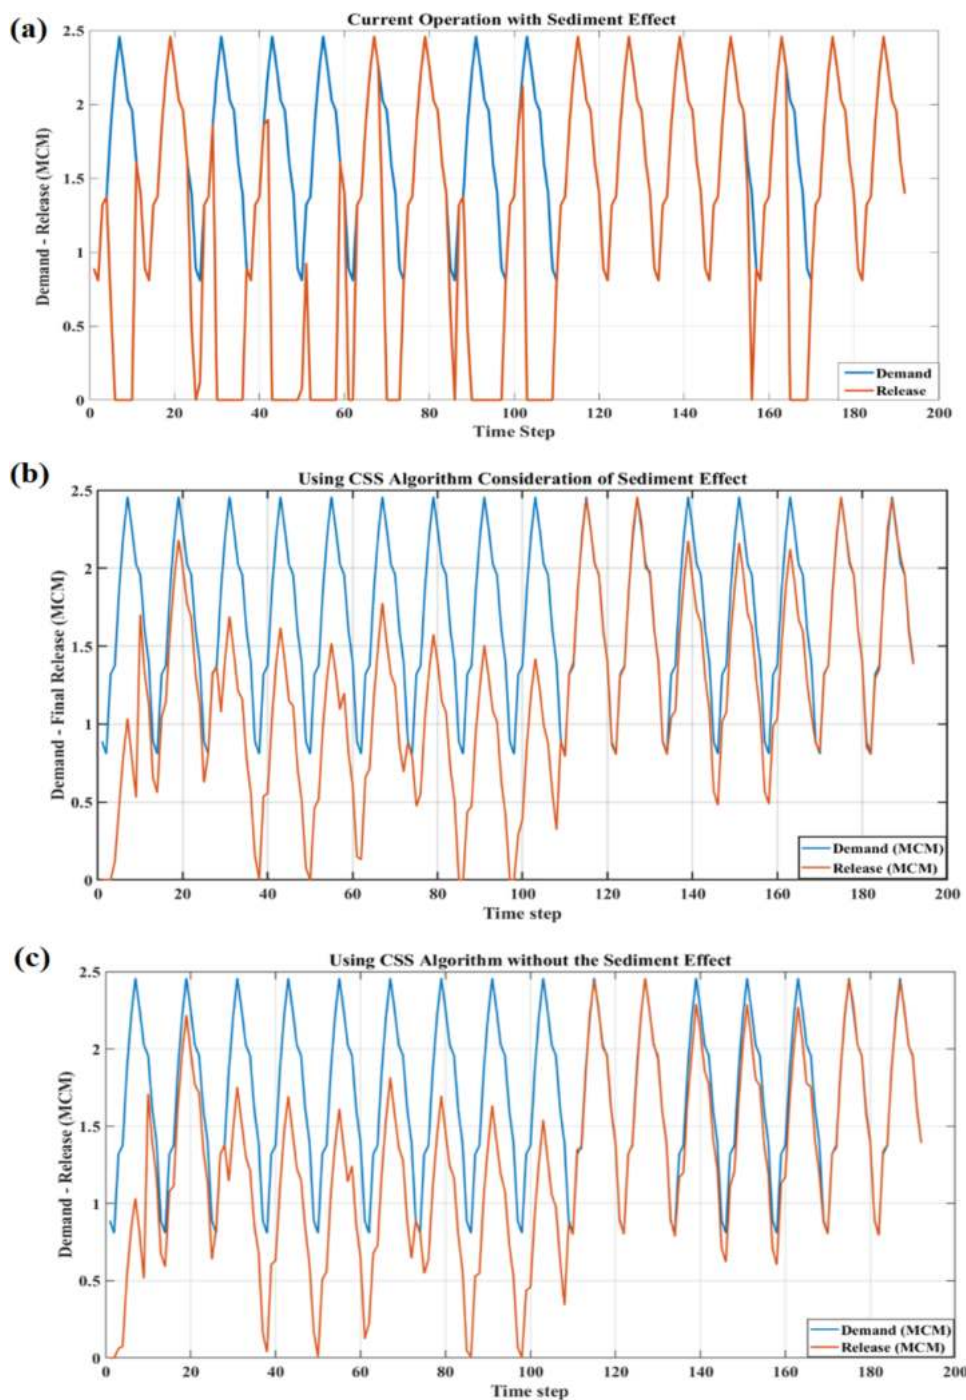 (a)
Current Operation with Sediment Effect
Demand - Release (MCM)
2.5
2
1.5
1
0.5
0
0 20 40 60 80 100 120 140 160 180 200
Time Step
Demand
Release
(b)
Using CSS Algorithm Consideration of Sediment Effect
Demand - Final Release (MCM)
2.5
2
1.5
1
0.5
0
0 20 40 60 80 100 120 140 160 180 200
Time step
Demand (MCM)
Release (MCM)
(c)
Using CSS Algorithm without the Sediment Effect
Demand - Release (MCM)
2.5
2
1.5
1
0.5
0
0 20 40 60 80 100 120 140 160 180 200
Time step
Demand (MCM)
Release (MCM)